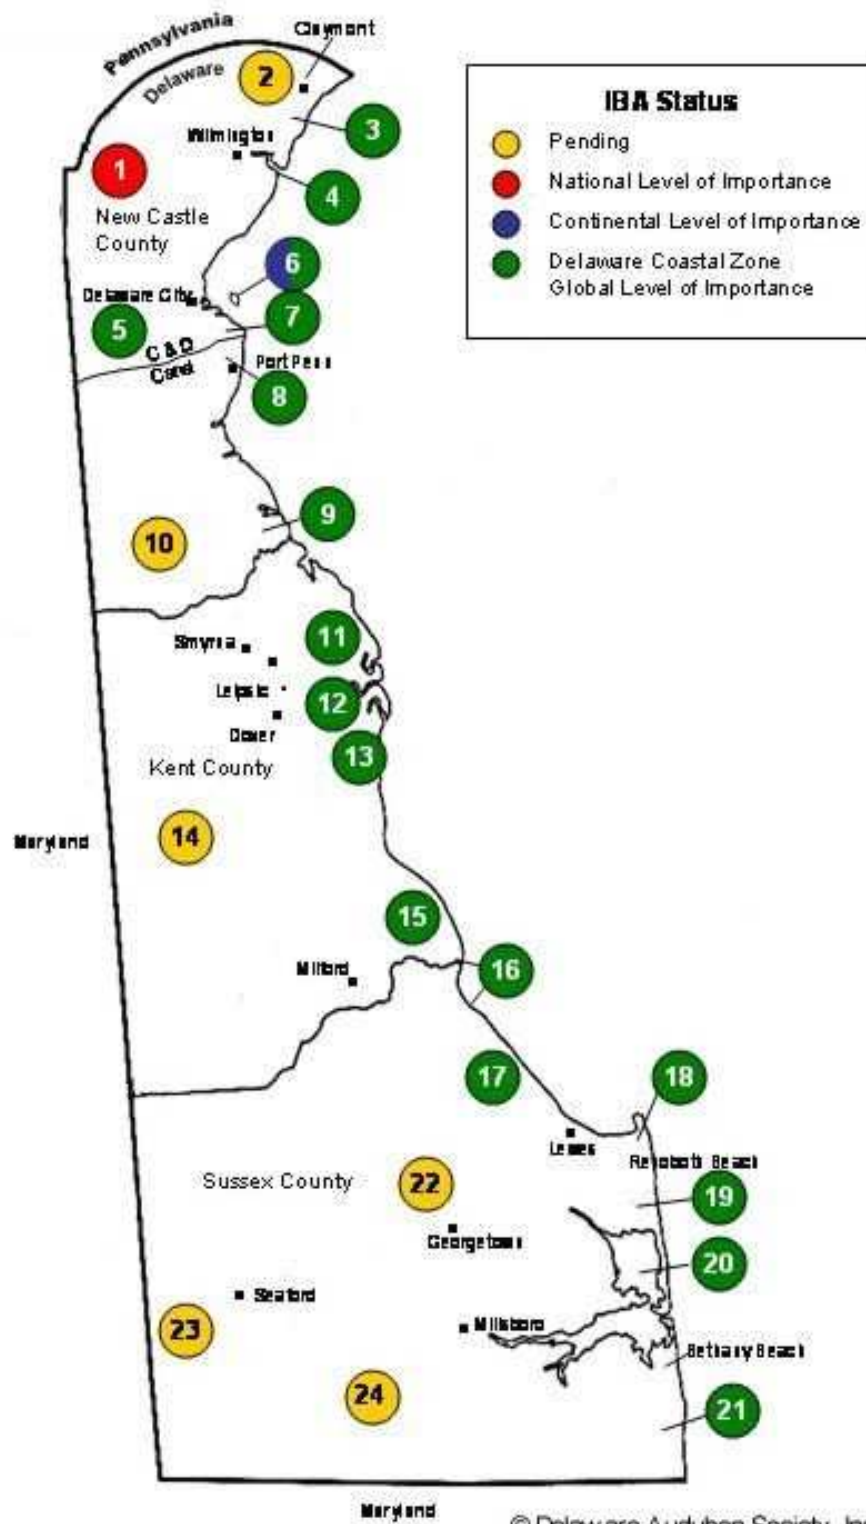 Pennsylvania
Claymont
Delaware
2
3
Wilmington
1
4
New Castle
County
6
Delaware City
5
7
C & D
Canal
Port Penn
8
9
10
Smyrna
11
Leipsic
12
Dover
13
Kent County
Maryland
14
15
Milford
16
17
18
Lewes
Rehoboth Beach
Sussex County
22
19
Georgetown
20
Seaford
23
Millsboro
Bethany Beach
24
21
Maryland
© Delaware Audubon Society, Inc
IBA Status
Pending
National Level of Importance
Continental Level of Importance
Delaware Coastal Zone
Global Level of Importance